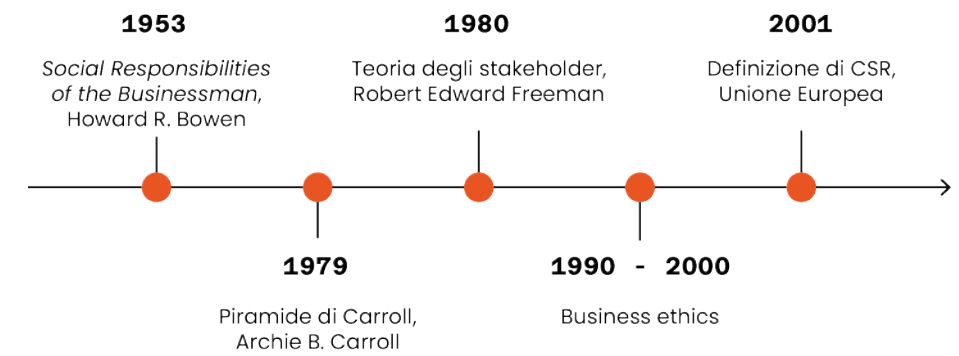 1953
Social Responsibilities
of the Businessman,
Howard R. Bowen
1979
Piramide di Carroll,
Archie B. Carroll
1980
Teoria degli stakeholder,
Robert Edward Freeman
1990 - 2000
Business ethics
2001
Definizione di CSR,
Unione Europea